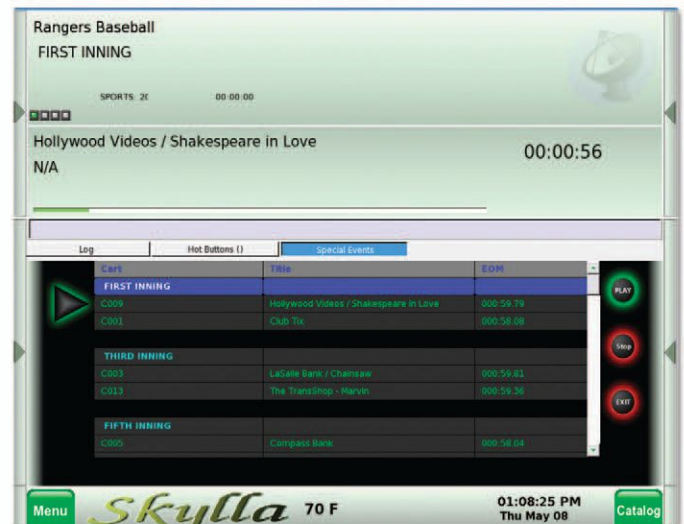 Rangers Baseball
FIRST INNING
SPORTS: 2( 00:00:00
Hollywood Videos / Shakespeare in Love 00:00:56
N/A
Log Hot Buttons () Special Events
Cart Title EOM
FIRST INNING PLAY
C009 Hollywood Videos / Shakespeare in Love 000:59.79
C001 Club Tix 000:58.08
THIRD INNING Stop
C003 LaSalle Bank / Chainsaw 000:59.81
C013 The TransShop - Marvin 000:59.36
EXIT
FIFTH INNING
C005 Compass Bank 000:58.04
Menu Skylla 70 F 01:08:25 PM Catalog
Thu May 08